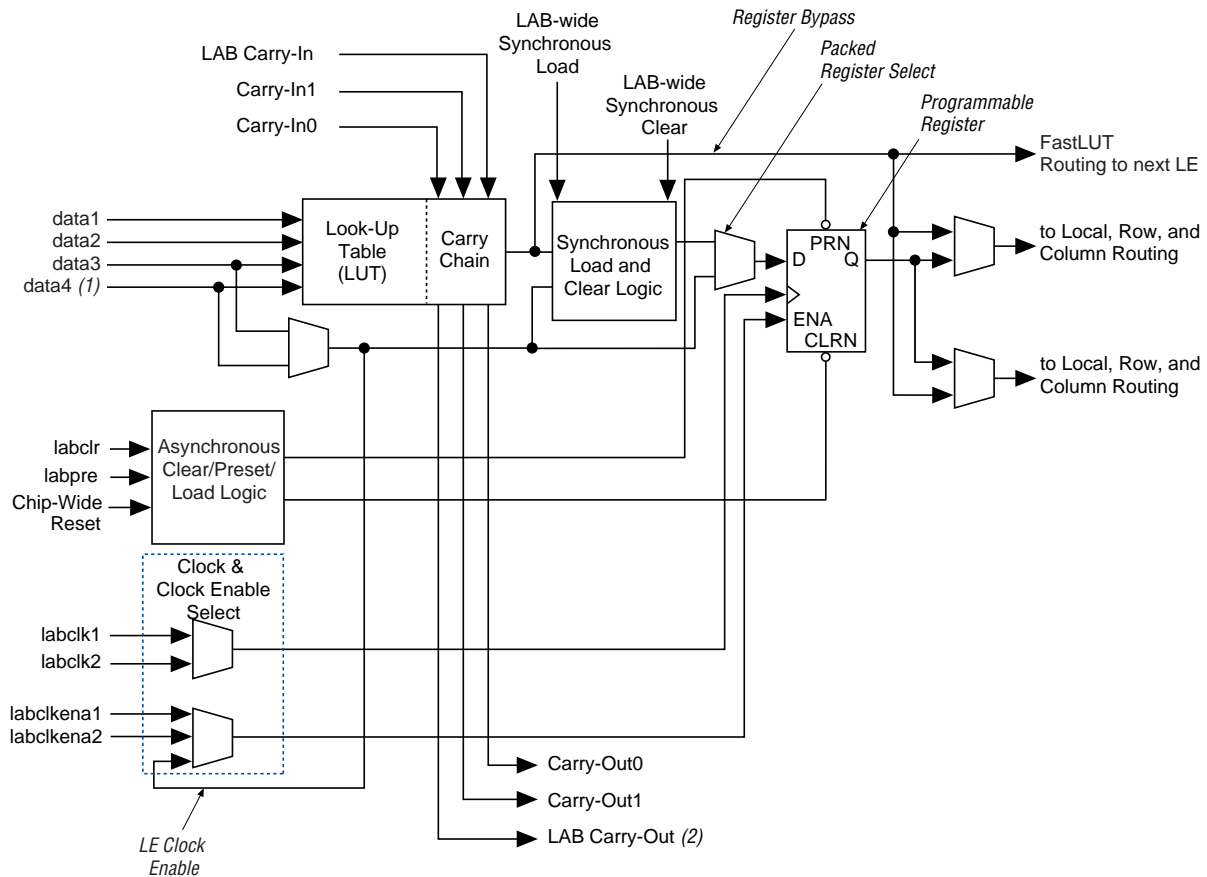 Register Bypass
LAB-wide
Synchronous
Load
Packed
Register Select
LAB Carry-In
Carry-In1
Carry-In0
LAB-wide
Synchronous
Clear
Programmable
Register
FastLUT
Routing to next LE
data1
data2
data3
data4 (1)
Look-Up
Table
(LUT)
Carry
Chain
Synchronous
Load and
Clear Logic
PRN
D
Q
ENA
CLRN
to Local, Row, and
Column Routing
to Local, Row, and
Column Routing
labclr
labpre
Chip-Wide
Reset
Asynchronous
Clear/Preset/
Load Logic
Clock &
Clock Enable
Select
labclk1
labclk2
labclkena1
labclkena2
Carry-Out0
Carry-Out1
LAB Carry-Out (2)
LE Clock
Enable